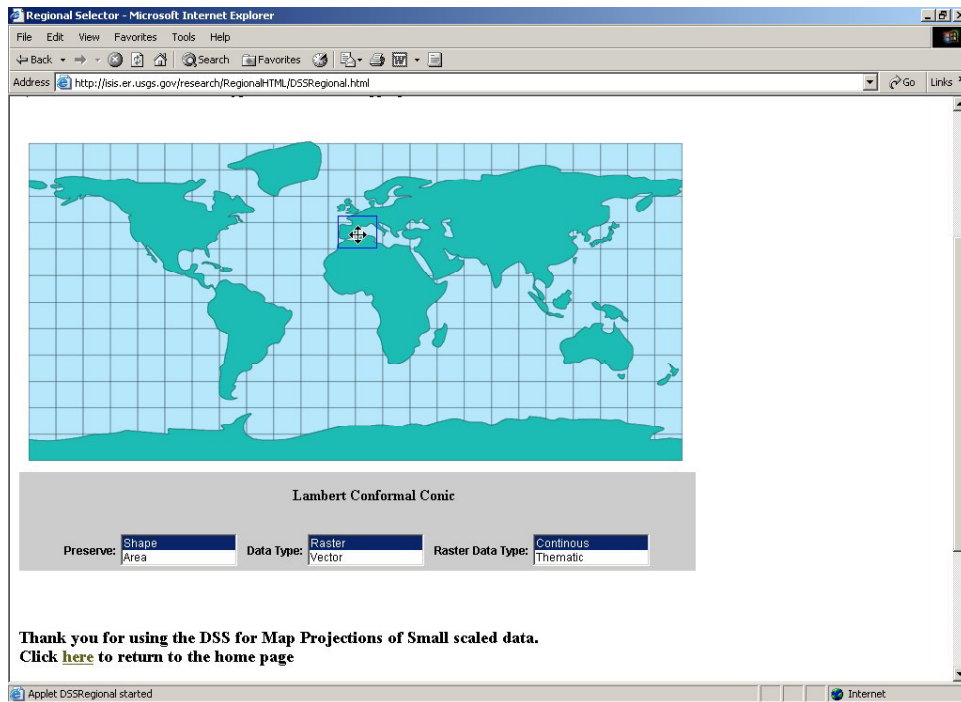 Regional Selector - Microsoft Internet Explorer
File Edit View Favorites Tools Help
Back Search Favorites
Address http://isis.er.usgs.gov/research/RegionalHTML/DSSRegional.html Go Links
Lambert Conformal Conic
Preserve: Shape Area Data Type: Raster Vector Raster Data Type: Continous Thematic
Thank you for using the DSS for Map Projections of Small scaled data.
Click here to return to the home page
Applet DSSRegional started Internet